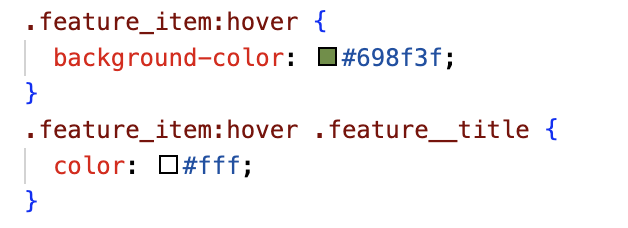 .feature_item:hover {
  background-color: #698f3f;
}
.feature_item:hover .feature__title {
  color: #fff;
}